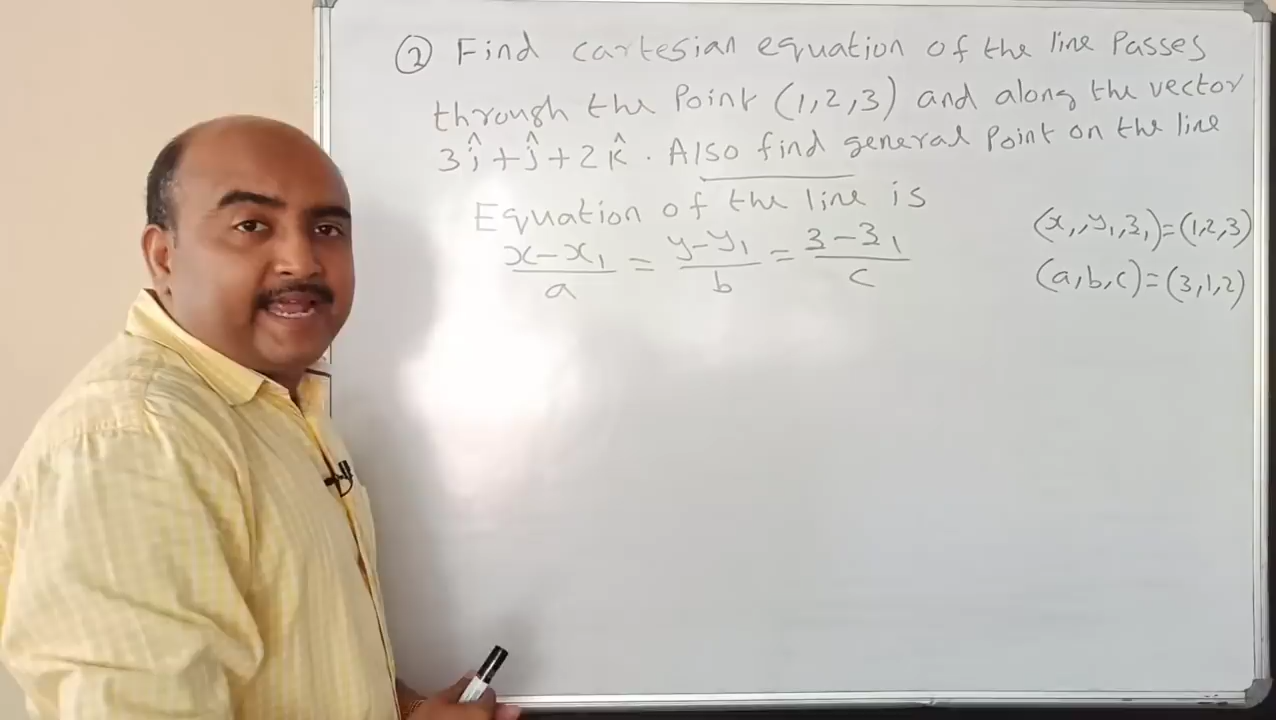 ② Find cartesian equation of the line Passes
through the Point (1,2,3) and along the vector
3î+ĵ+2k̂. Also find general Point on the line
Equation of the line is
(x-x₁)/a = (y-y₁)/b = (z-z₁)/c
(x₁,y₁,z₁)=(1,2,3)
(a,b,c)=(3,1,2)